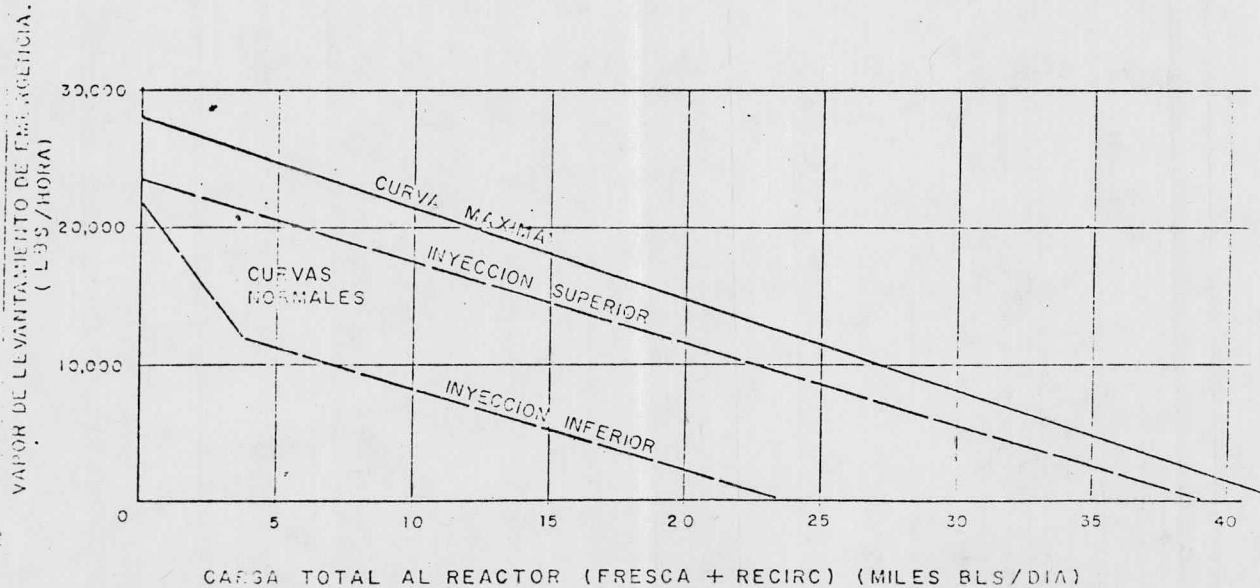 VAPOR DE LEVANTAMIENTO DE EMERGENCIA.
(LBS/HORA)
30,000
20,000
10,000
0
CURVA MAXIMA
INYECCION SUPERIOR
CURVAS
NORMALES
INYECCION INFERIOR
5
10
15
20
25
30
35
40
CARGA TOTAL AL REACTOR (FRESCA + RECIRC) (MILES BLS/DIA)